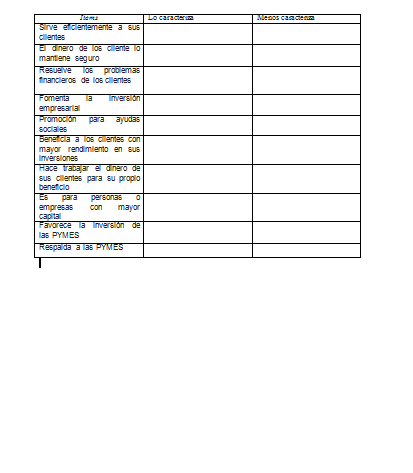 Items Lo caracteriza Menos caracteriza
Sirve eficientemente a sus
clientes
El dinero de los cliente lo
mantiene seguro
Resuelve los problemas
financieros de los clientes
Fomenta la inversión
empresarial
Promoción para ayudas
sociales
Beneficia a los clientes con
mayor rendimiento en sus
inversiones
Hace trabajar el dinero de
sus clientes para su propio
beneficio
Es para personas o
empresas con mayor
capital
Favorece la inversión de
las PYMES
Respalda a las PYMES